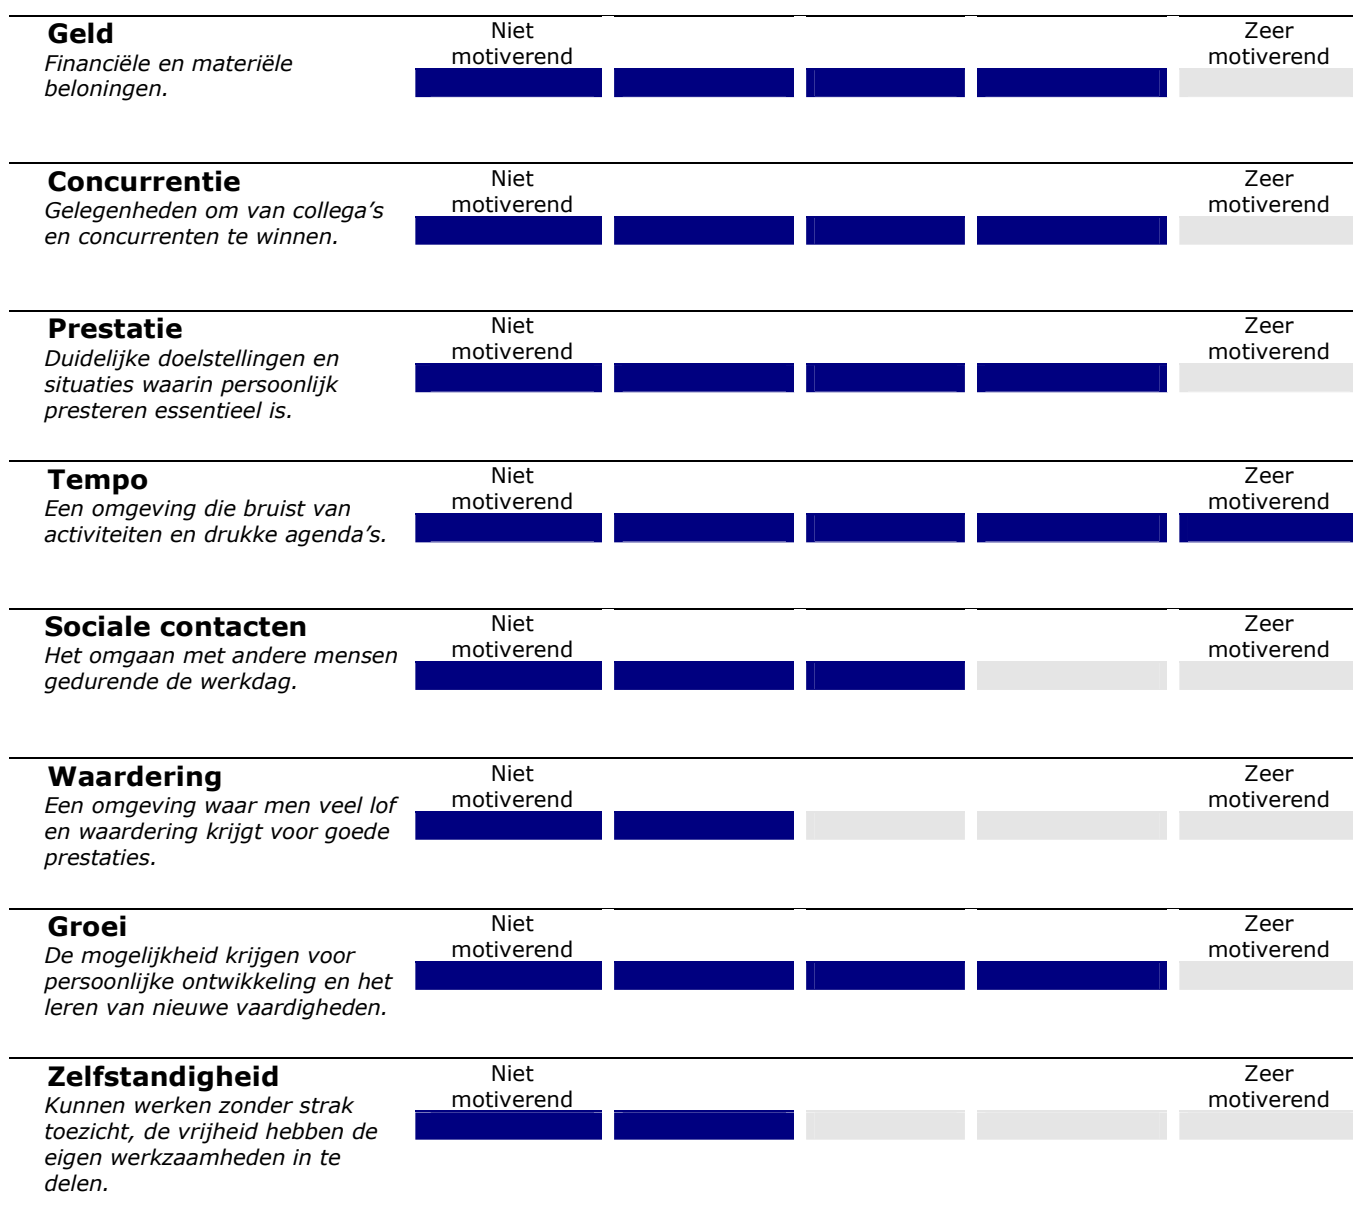 Geld
Financiële en materiële
beloningen.
Niet
motiverend
Zeer
motiverend
Concurrentie
Gelegenheden om van collega’s
en concurrenten te winnen.
Niet
motiverend
Zeer
motiverend
Prestatie
Duidelijke doelstellingen en
situaties waarin persoonlijk
presteren essentieel is.
Niet
motiverend
Zeer
motiverend
Tempo
Een omgeving die bruist van
activiteiten en drukke agenda’s.
Niet
motiverend
Zeer
motiverend
Sociale contacten
Het omgaan met andere mensen
gedurende de werkdag.
Niet
motiverend
Zeer
motiverend
Waardering
Een omgeving waar men veel lof
en waardering krijgt voor goede
prestaties.
Niet
motiverend
Zeer
motiverend
Groei
De mogelijkheid krijgen voor
persoonlijke ontwikkeling en het
leren van nieuwe vaardigheden.
Niet
motiverend
Zeer
motiverend
Zelfstandigheid
Kunnen werken zonder strak
toezicht, de vrijheid hebben de
eigen werkzaamheden in te
delen.
Niet
motiverend
Zeer
motiverend